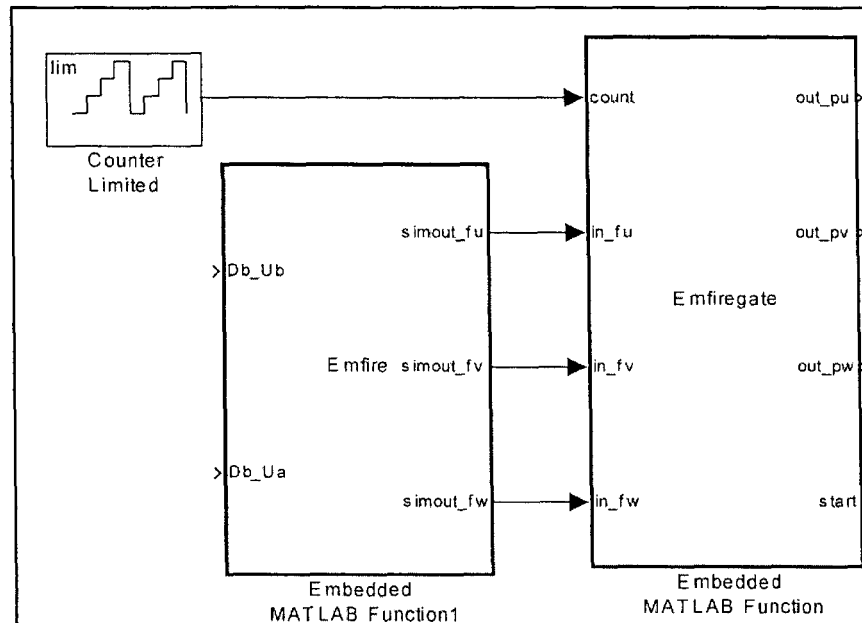 lim
Counter
Limited
count
out_pu
simout_fu
in_fu
out_pv
Db_Ub
Emfiregate
Emfire
simout_fv
in_fv
out_pw
Db_Ua
simout_fw
in_fw
start
Embedded
MATLAB Function1
Embedded
MATLAB Function